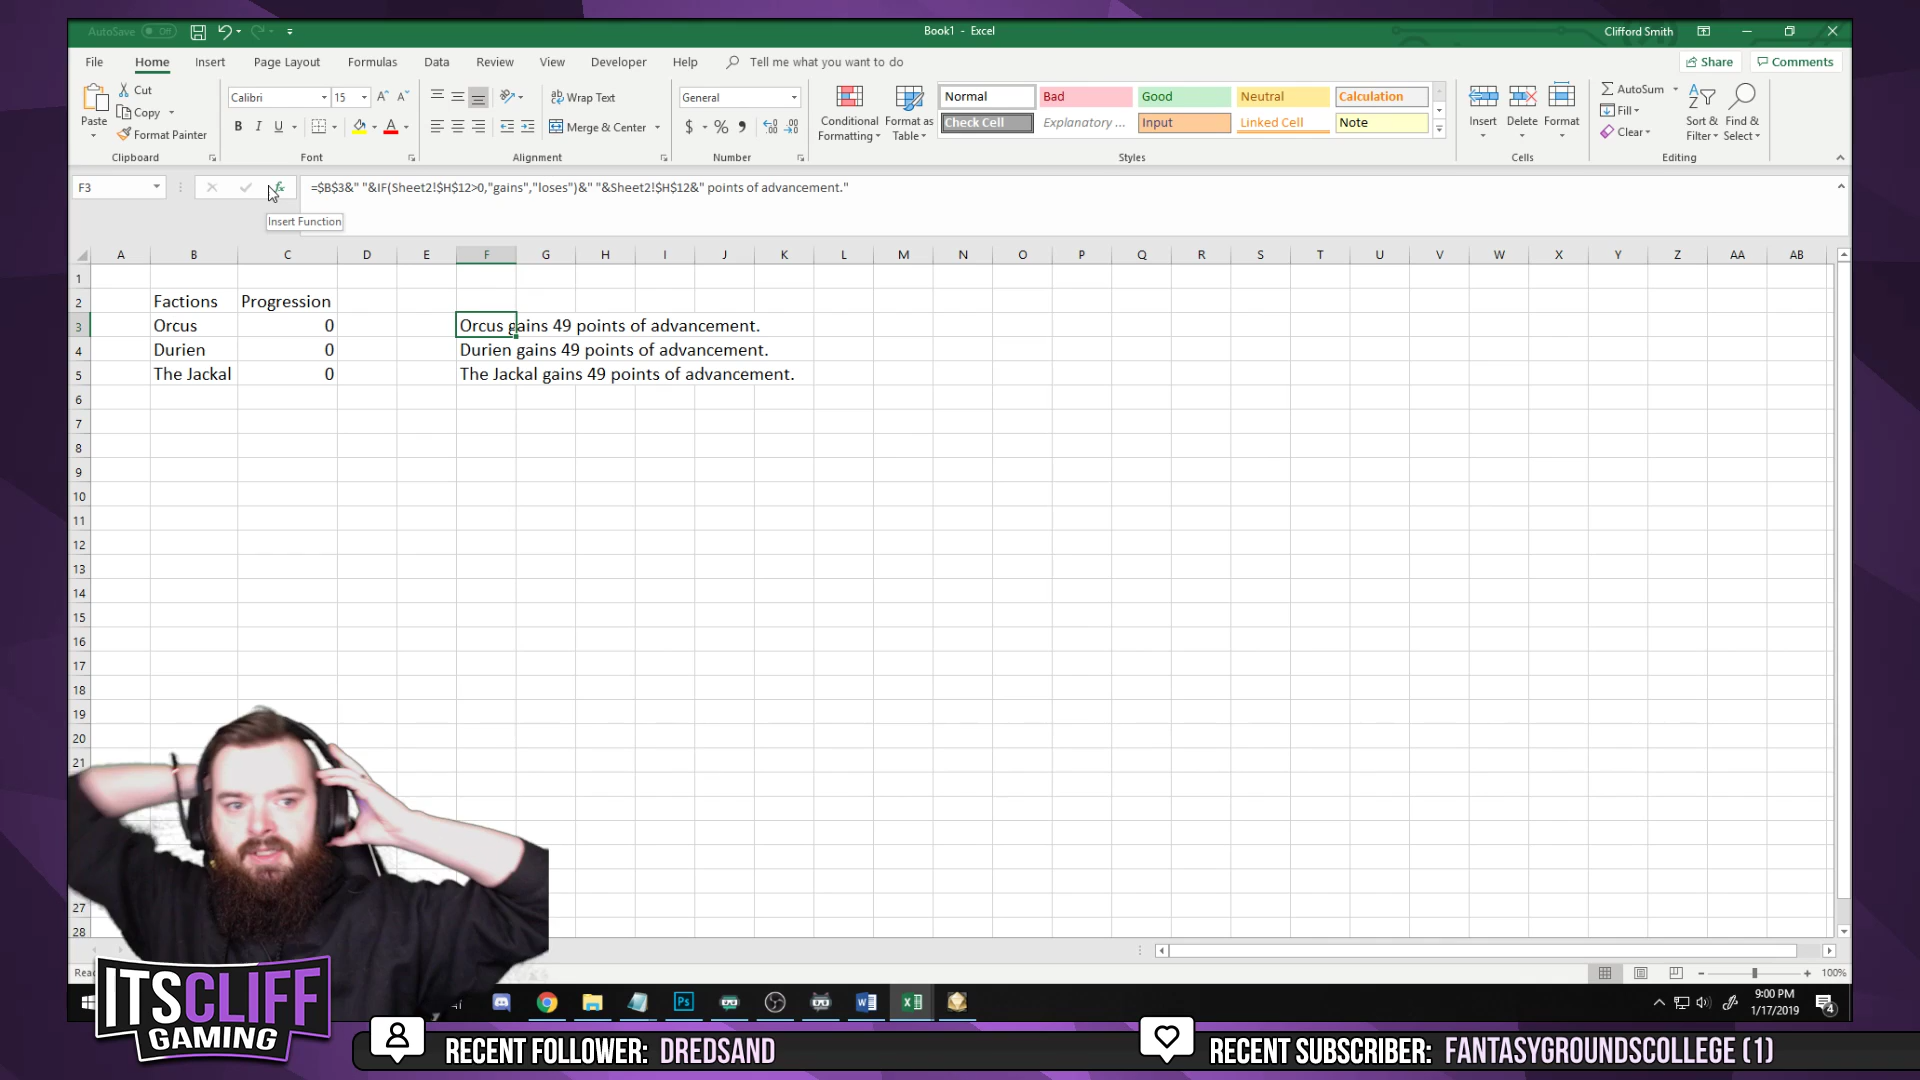 AutoSave Off Book1 - Excel Clifford Smith
File Home Insert Page Layout Formulas Data Review View Developer Help Tell me what you want to do Share Comments
Paste Cut
Copy
Format Painter
Clipboard
Calibri 15 A A
B I U A
Font
Wrap Text
Merge & Center
Alignment
General
$ % ,
Number
Conditional Formatting
Format as Table
Normal Bad Good Neutral Calculation
Check Cell Explanatory ... Input Linked Cell Note
Styles
Insert Delete Format
Cells
AutoSum
Fill
Clear
Sort & Filter
Find & Select
Editing
F3 fx =$B$3&" "&IF(Sheet2!$H$12>0,"gains","loses")&" "&Sheet2!$H$12&" points of advancement."
Insert Function
A B C D E F G H I J K L M N O P Q R S T U V W X Y Z AA AB
1
2 Factions Progression
3 Orcus 0 Orcus gains 49 points of advancement.
4 Durien 0 Durien gains 49 points of advancement.
5 The Jackal 0 The Jackal gains 49 points of advancement.
6
7
8
9
10
11
12
13
14
15
16
17
18
19
20
21
27
28
100%
Ps
9:00 PM
1/17/2019
4
ITSCLIFF
GAMING
RECENT FOLLOWER: DREDSAND
RECENT SUBSCRIBER: FANTASYGROUNDSCOLLEGE (1)